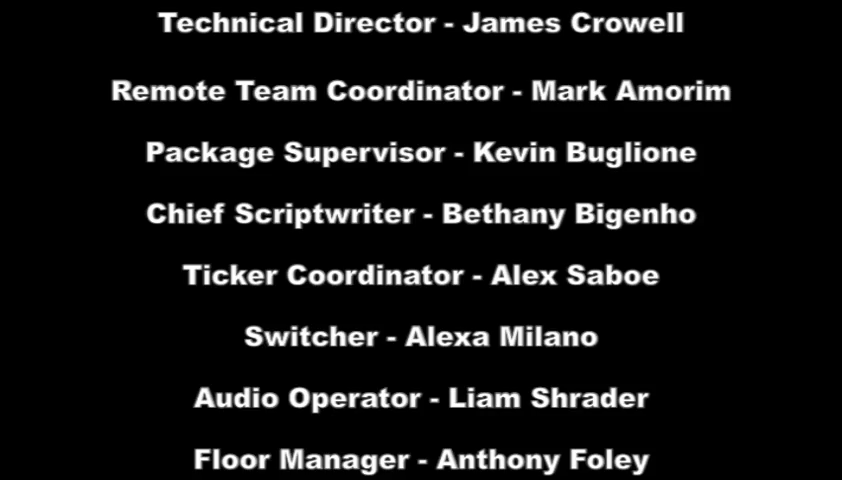 Technical Director - James Crowell
Remote Team Coordinator - Mark Amorim
Package Supervisor - Kevin Buglione
Chief Scriptwriter - Bethany Bigenho
Ticker Coordinator - Alex Saboe
Switcher - Alexa Milano
Audio Operator - Liam Shrader
Floor Manager - Anthony Foley